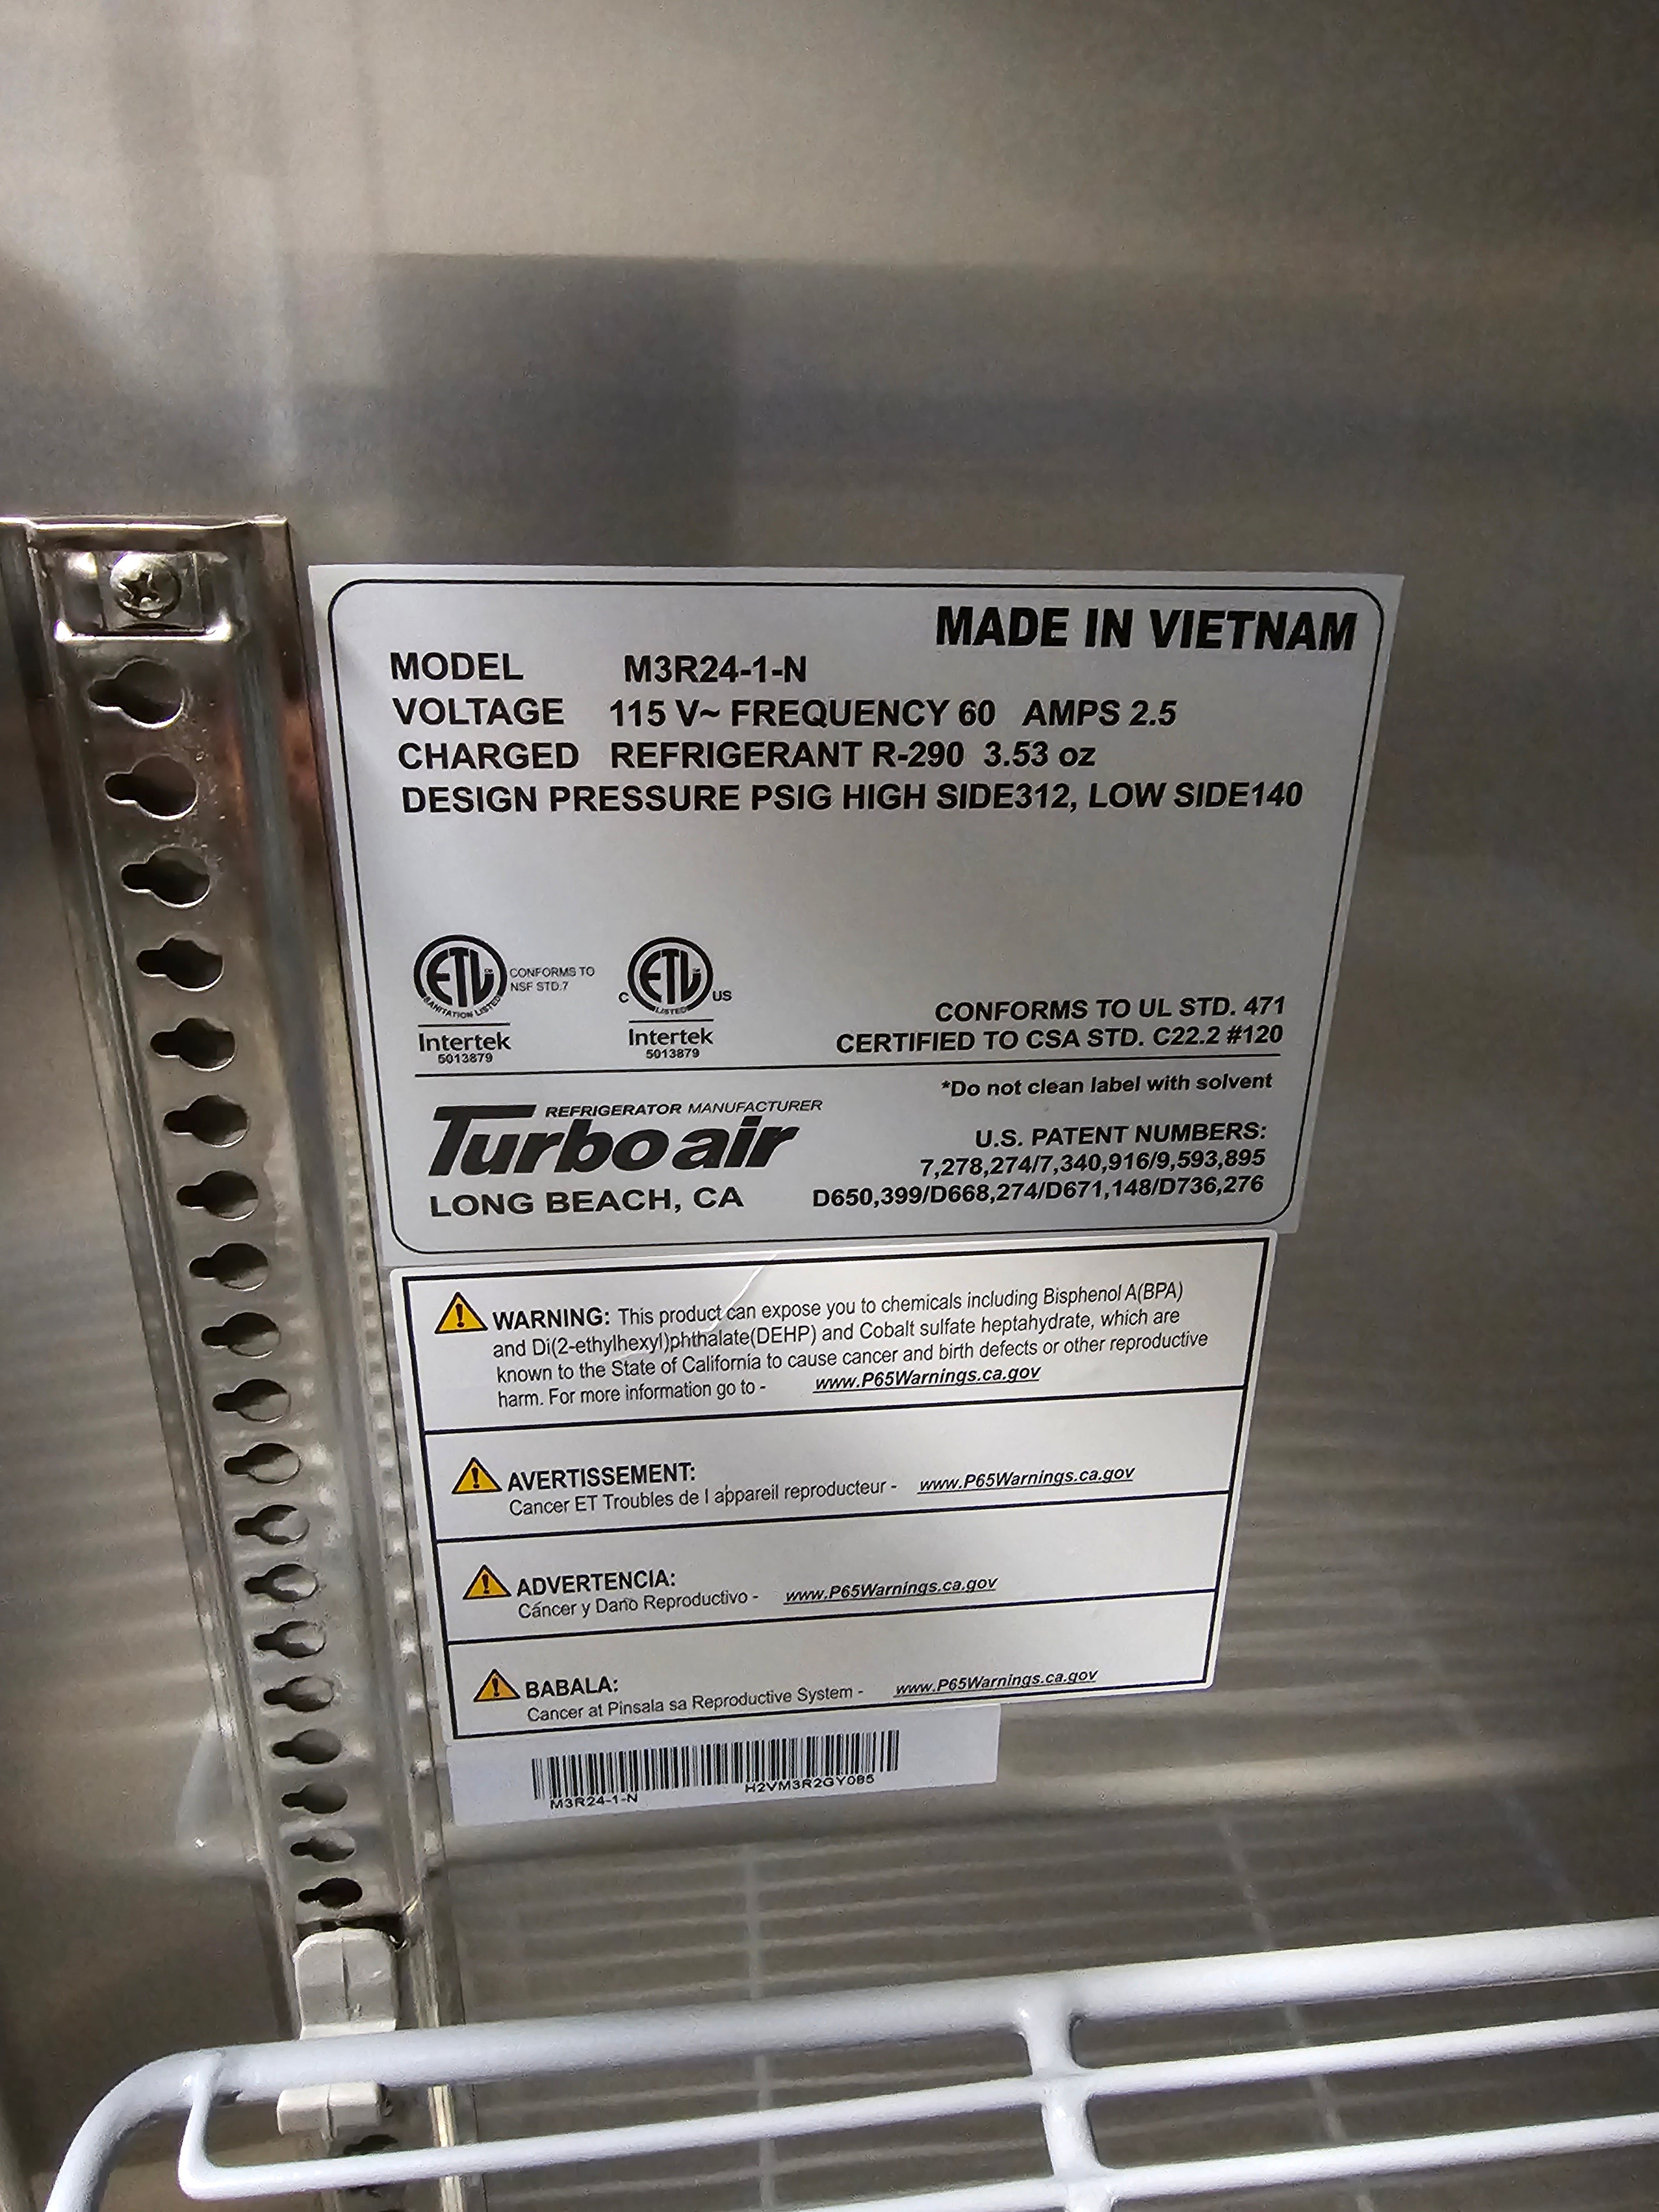 MADE IN VIETNAM
MODEL M3R24-1-N
VOLTAGE 115 V~ FREQUENCY 60 AMPS 2.5
CHARGED REFRIGERANT R-290 3.53 oz
DESIGN PRESSURE PSIG HIGH SIDE312, LOW SIDE140
ETL CONFORMS TO
NSF STD.7
SANITATION LISTED
Intertek
5013879
C ETL US
LISTED
Intertek
5013879
CONFORMS TO UL STD. 471
CERTIFIED TO CSA STD. C22.2 #120
*Do not clean label with solvent
REFRIGERATOR MANUFACTURER
Turbo air
LONG BEACH, CA
U.S. PATENT NUMBERS:
7,278,274/7,340,916/9,593,895
D650,399/D668,274/D671,148/D736,276
WARNING: This product can expose you to chemicals including Bisphenol A(BPA)
and Di(2-ethylhexyl)phthalate(DEHP) and Cobalt sulfate heptahydrate, which are
known to the State of California to cause cancer and birth defects or other reproductive
harm. For more information go to - www.P65Warnings.ca.gov
AVERTISSEMENT:
Cancer ET Troubles de l appareil reproducteur - www.P65Warnings.ca.gov
ADVERTENCIA:
Cáncer y Daño Reproductivo - www.P65Warnings.ca.gov
BABALA:
Cancer at Pinsala sa Reproductive System - www.P65Warnings.ca.gov
M3R24-1-N H2VM3R2GY085